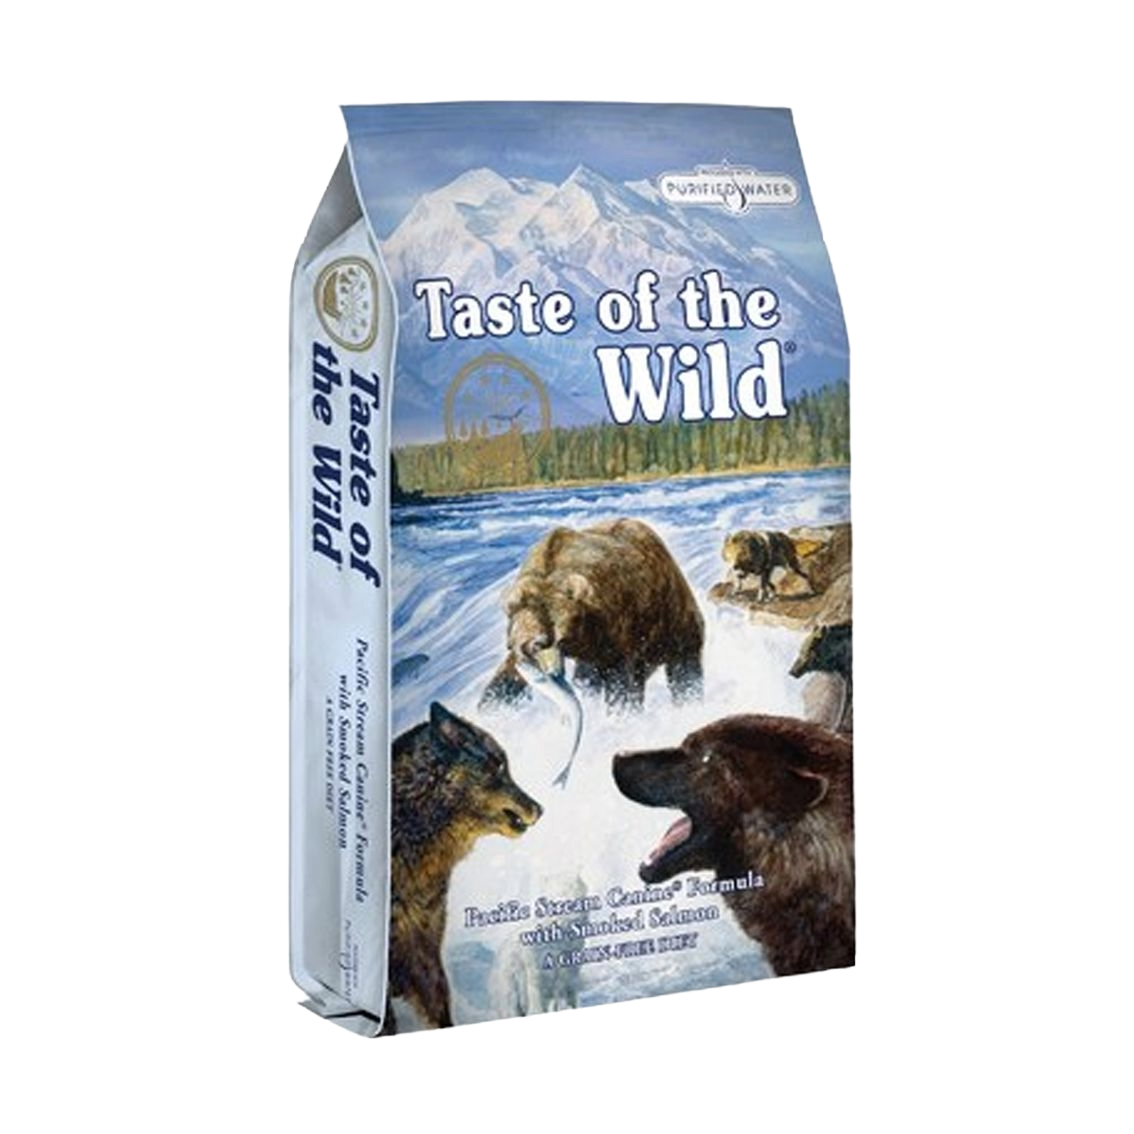 PURIFIED WATER
Taste of the
Wild®
Pacific Stream Canine® Formula
with Smoked Salmon
A GRAIN-FREE DIET
Taste of
the Wild®
Pacific Stream Canine® Formula
with Smoked Salmon
A GRAIN-FREE DIET